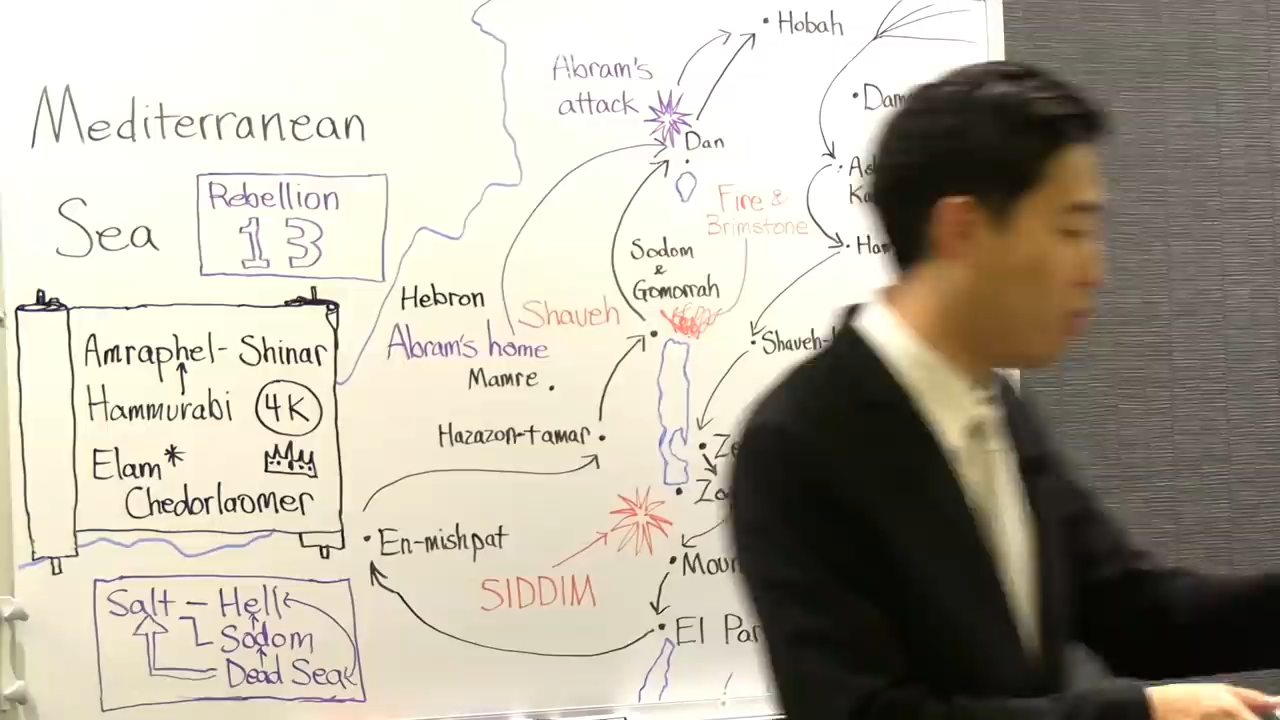 Hobah
Abram's
attack
Mediterranean
Sea
Dan
Rebellion
13
Fire &
Brimstone
Sodom
&
Gomorrah
Hebron
Shaveh
Abram's home
Mamre
Hazazon-tamar
Shaveh-
Amraphel- Shinar
Hammurabi 4K
Elam*
Chedorlaomer
En-mishpat
SIDDIM
El
Salt - Hell
Sodom
Dead Sea